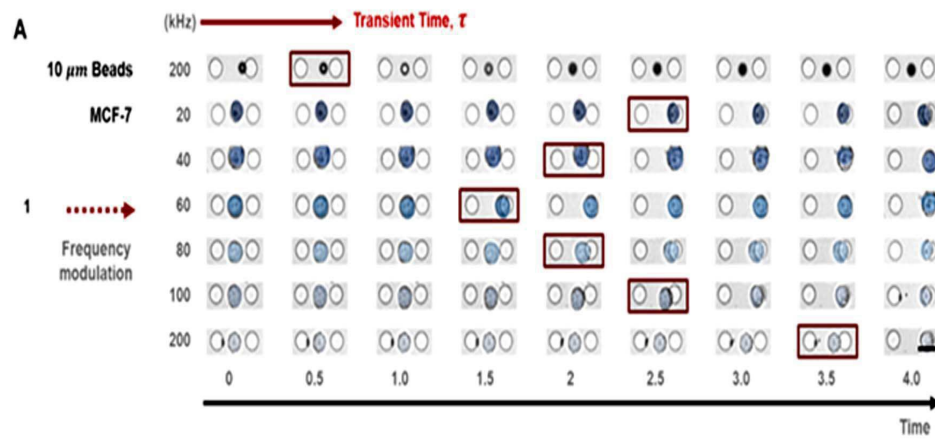 A
(kHz) Transient Time, τ
10 μm Beads 200
MCF-7 20
40
1 60
Frequency
modulation
80
100
200
0 0.5 1.0 1.5 2 2.5 3.0 3.5 4.0
Time